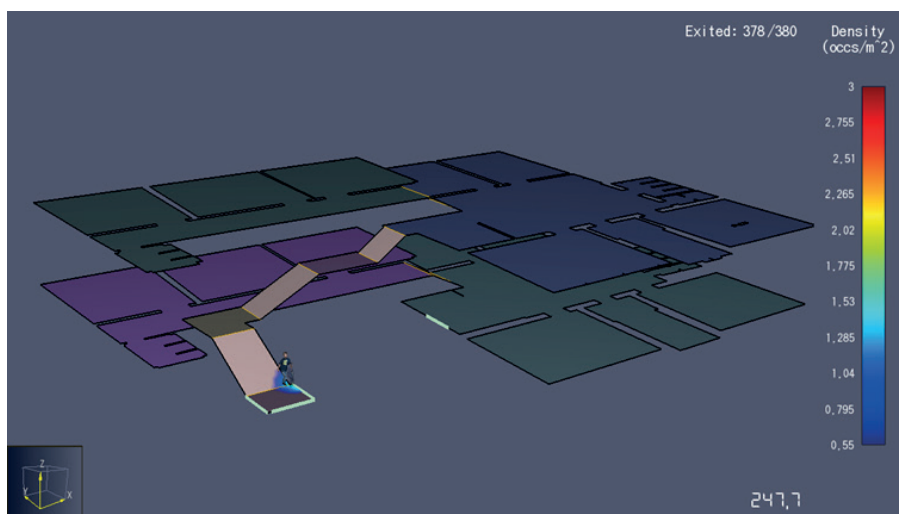 Exited: 378/380
Density
(occs/m^2)
3
2,755
2,51
2,265
2,02
1,775
1,53
1,285
1,04
0,795
0,55
Z
Y
X
247,7